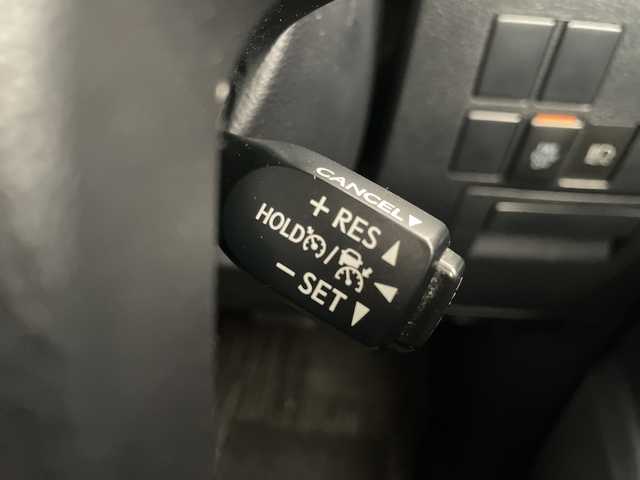 CANCEL▼
+ RES ▲
HOLD / ◀
− SET ▼